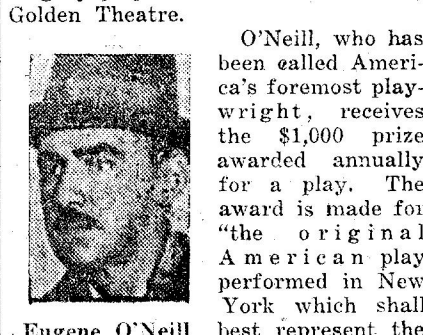 Golden Theatre.
Eugene O'Neill
O'Neill, who has
been called Ameri-
ca's foremost play-
wright, receives
the $1,000 prize
awarded annually
for a play. The
award is made for
"the original
American play
performed in New
York which shall
best represent the